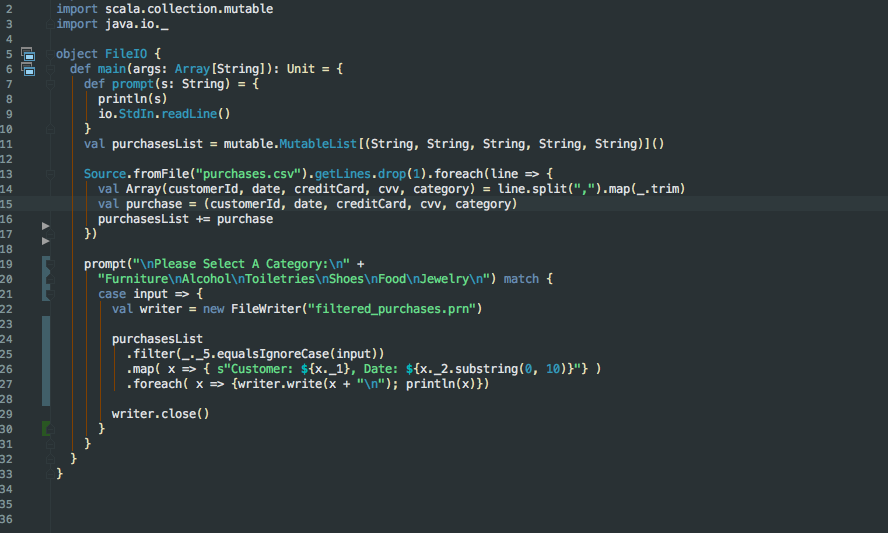 2 import scala.collection.mutable
3 import java.io._
4
5 object FileIO {
6 def main(args: Array[String]): Unit = {
7 def prompt(s: String) = {
8 println(s)
9 io.StdIn.readLine()
10 }
11 val purchasesList = mutable.MutableList[(String, String, String, String, String)]()
12
13 Source.fromFile("purchases.csv").getLines.drop(1).foreach(line => {
14 val Array(customerId, date, creditCard, cvv, category) = line.split(",").map(_.trim)
15 val purchase = (customerId, date, creditCard, cvv, category)
16 purchasesList += purchase
17 })
18
19 prompt("\nPlease Select A Category:\n" +
20 "Furniture\nAlcohol\nToiletries\nShoes\nFood\nJewelry\n") match {
21 case input => {
22 val writer = new FileWriter("filtered_purchases.prn")
23
24 purchasesList
25 .filter(_._5.equalsIgnoreCase(input))
26 .map( x => { s"Customer: ${x._1}, Date: ${x._2.substring(0, 10)}"} )
27 .foreach( x => {writer.write(x + "\n"); println(x)})
28
29 writer.close()
30 }
31 }
32 }
33 }
34
35
36